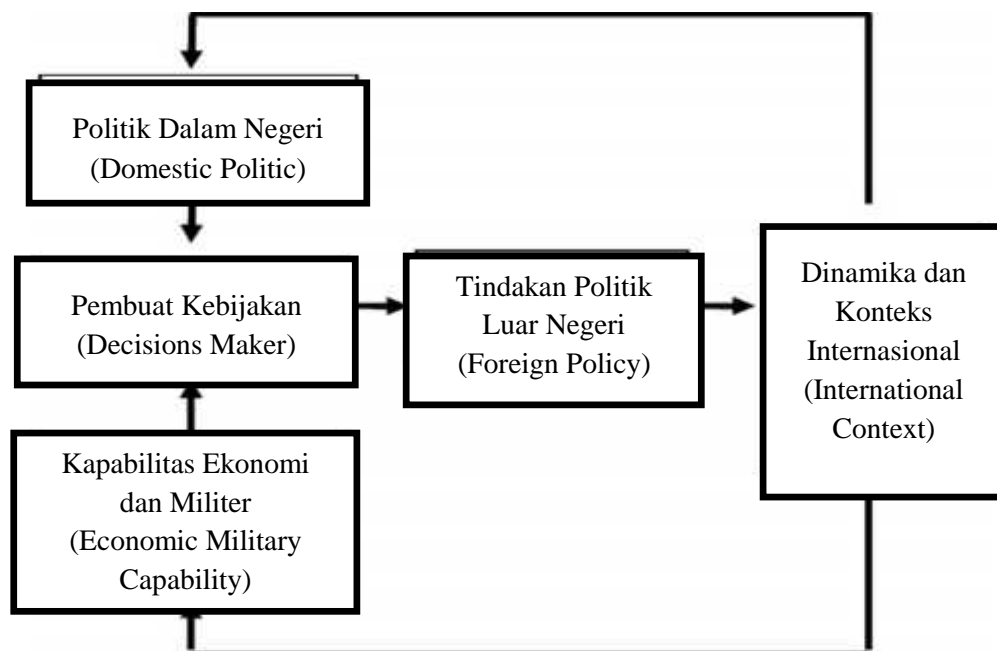 Politik Dalam Negeri
(Domestic Politic)
Pembuat Kebijakan
(Decisions Maker)
Tindakan Politik
Luar Negeri
(Foreign Policy)
Dinamika dan
Konteks
Internasional
(International
Context)
Kapabilitas Ekonomi
dan Militer
(Economic Military
Capability)